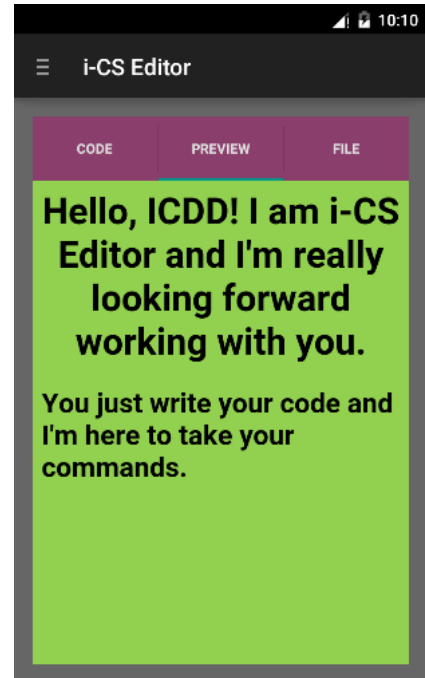 10:10
i-CS Editor
CODE PREVIEW FILE
Hello, ICDD! I am i-CS
Editor and I'm really
looking forward
working with you.
You just write your code and
I'm here to take your
commands.